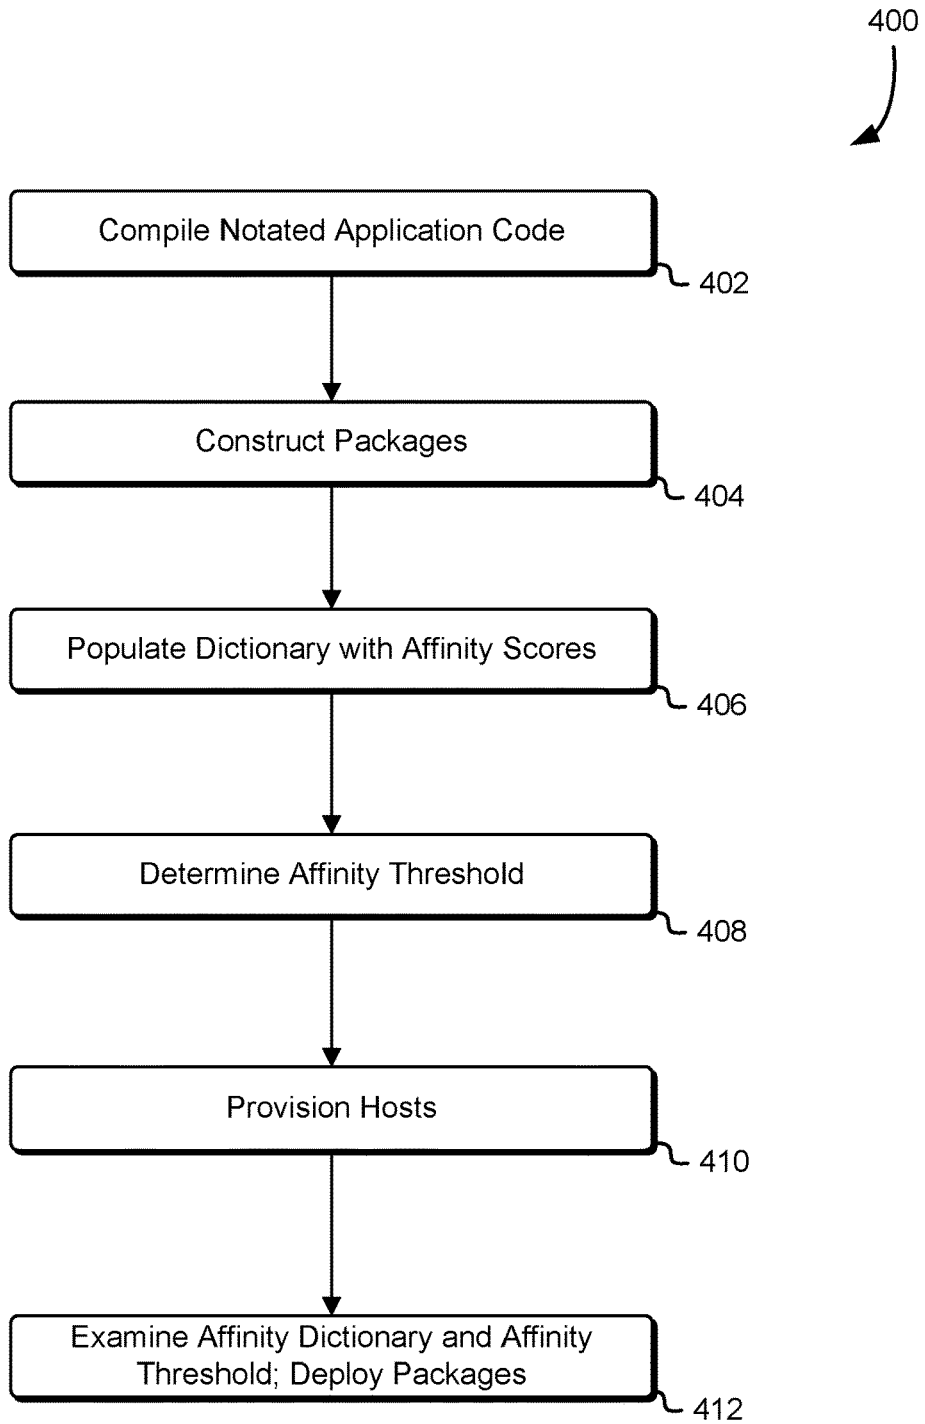 400
Compile Notated Application Code
402
Construct Packages
404
Populate Dictionary with Affinity Scores
406
Determine Affinity Threshold
408
Provision Hosts
410
Examine Affinity Dictionary and Affinity
Threshold; Deploy Packages
412